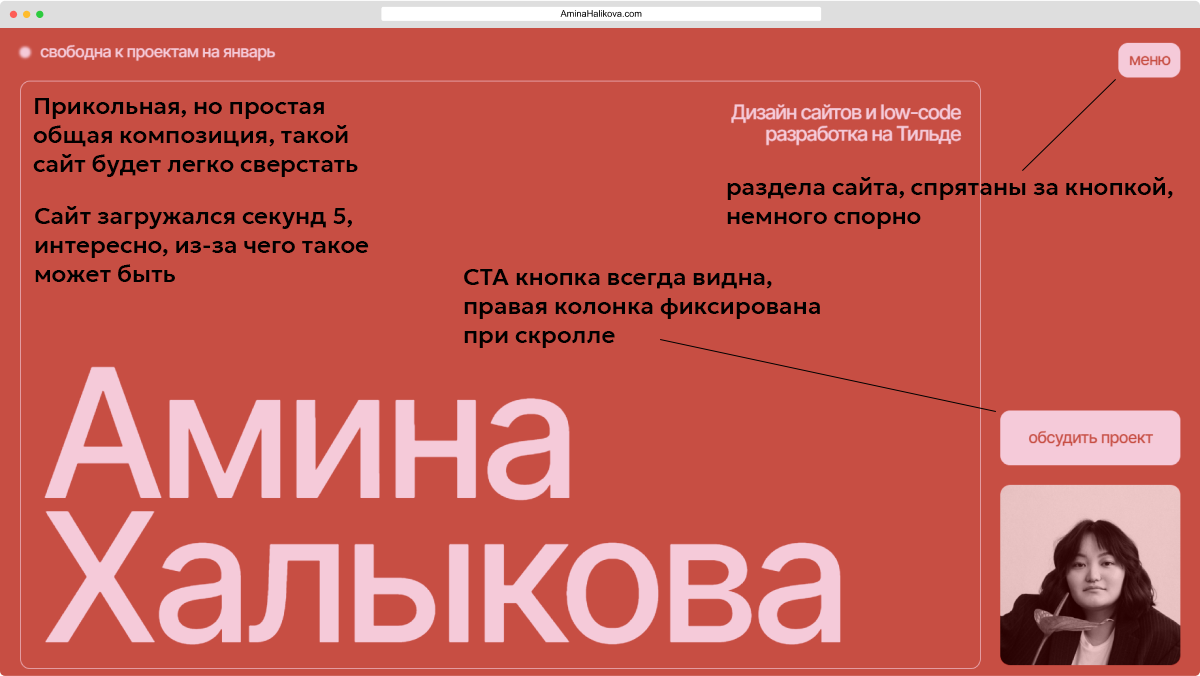 AminaHalikova.com
свободна к проектам на январь
меню
Прикольная, но простая
общая композиция, такой
сайт будет легко сверстать
Дизайн сайтов и low-code
разработка на Тильде
раздела сайта, спрятаны за кнопкой,
немного спорно
Сайт загружался секунд 5,
интересно, из-за чего такое
может быть
CTA кнопка всегда видна,
правая колонка фиксирована
при скролле
Амина
Халыкова
обсудить проект